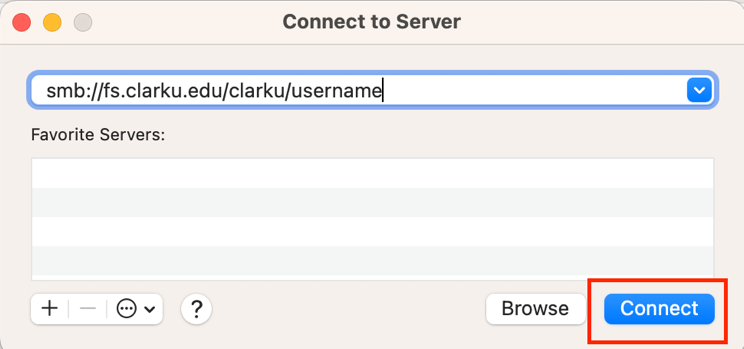 Connect to Server
smb://fs.clarku.edu/clarku/username
Favorite Servers:
?
Browse
Connect